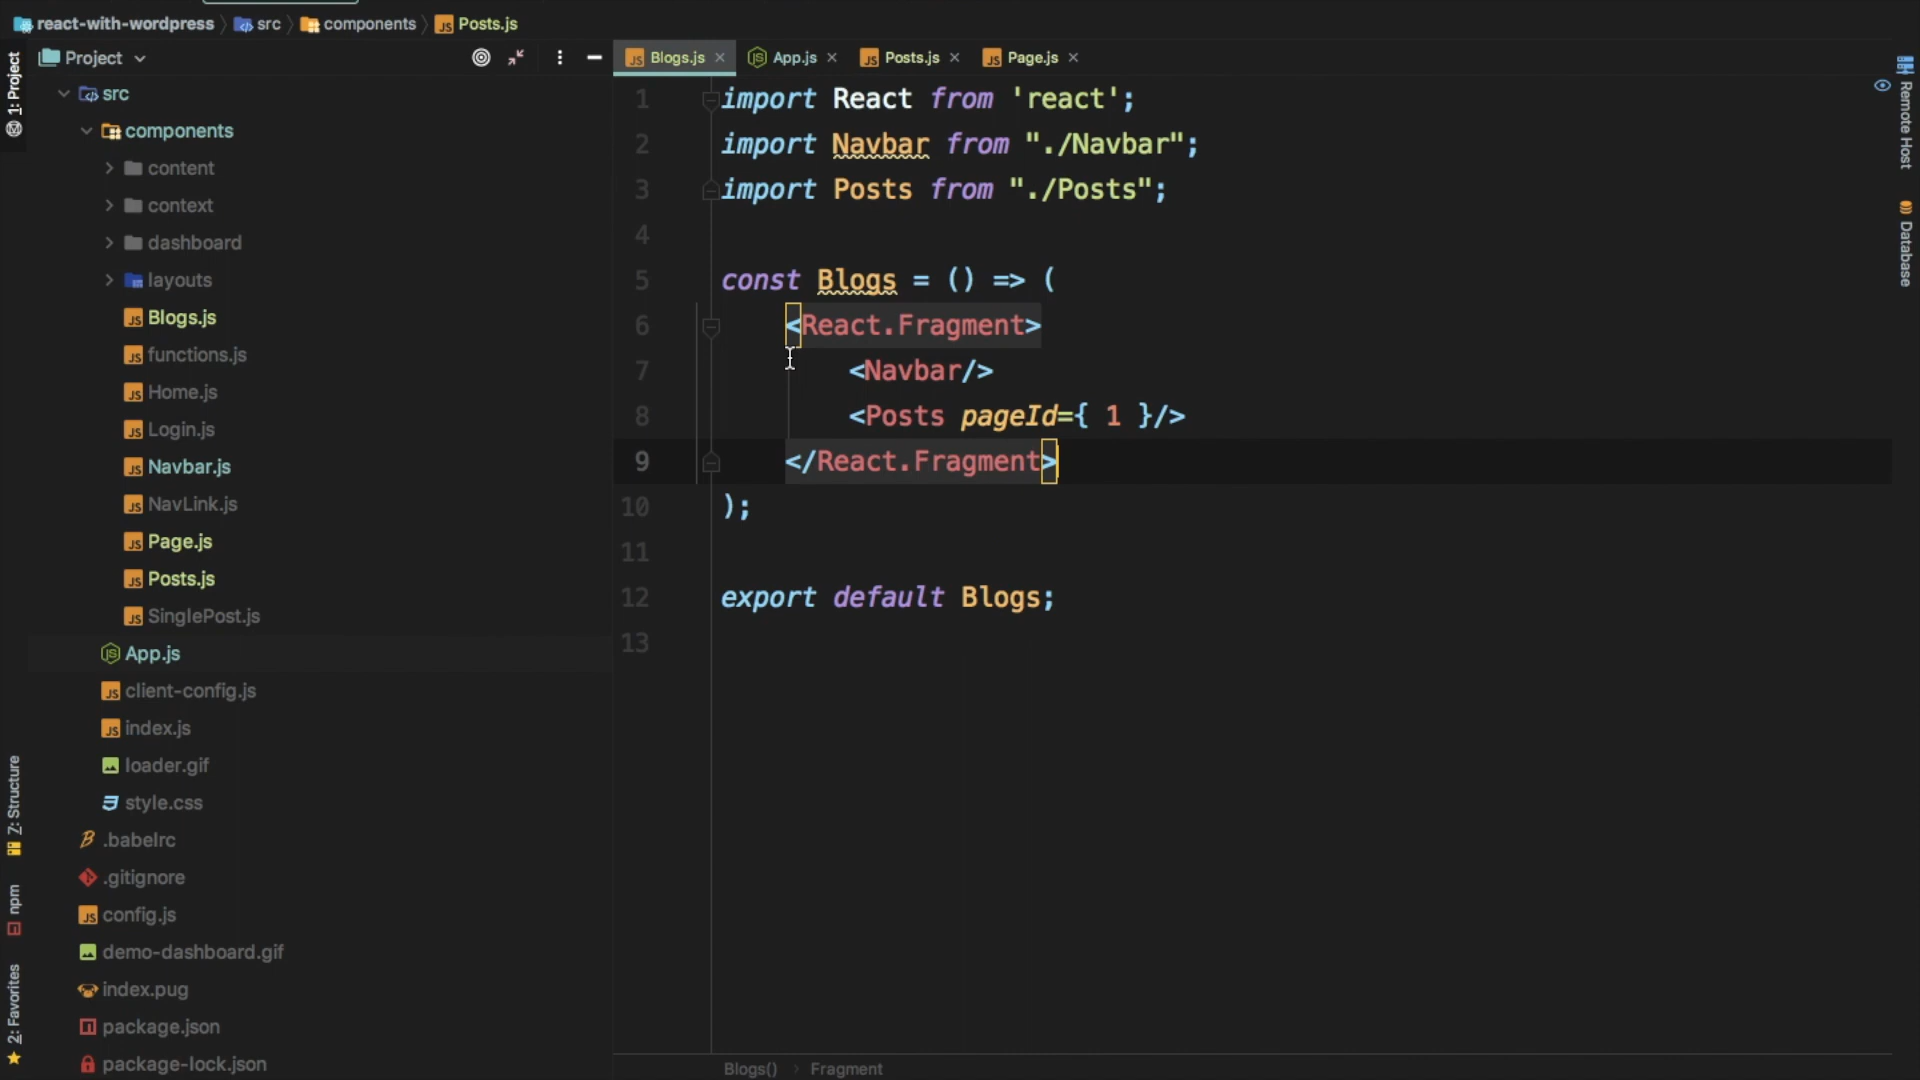 react-with-wordpress src components Posts.js
Project
Blogs.js App.js Posts.js Page.js
1: Project
7: Structure
npm
2: Favorites
src
components
content
context
dashboard
layouts
Blogs.js
functions.js
Home.js
Login.js
Navbar.js
NavLink.js
Page.js
Posts.js
SinglePost.js
App.js
client-config.js
index.js
loader.gif
style.css
.babelrc
.gitignore
config.js
demo-dashboard.gif
index.pug
package.json
package-lock.json
1 import React from 'react';
2 import Navbar from "./Navbar";
3 import Posts from "./Posts";
4
5 const Blogs = () => (
6 <React.Fragment>
7 <Navbar/>
8 <Posts pageId={ 1 }/>
9 </React.Fragment>
10 );
11
12 export default Blogs;
13
Blogs() Fragment
Remote Host
Database